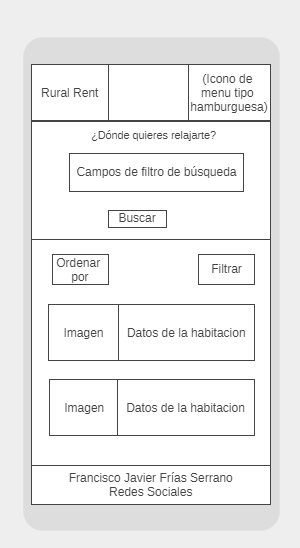 Rural Rent
(Icono de
menu tipo
hamburguesa)
¿Dónde quieres relajarte?
Campos de filtro de búsqueda
Buscar
Ordenar
por
Filtrar
Imagen
Datos de la habitacion
Imagen
Datos de la habitacion
Francisco Javier Frías Serrano
Redes Sociales